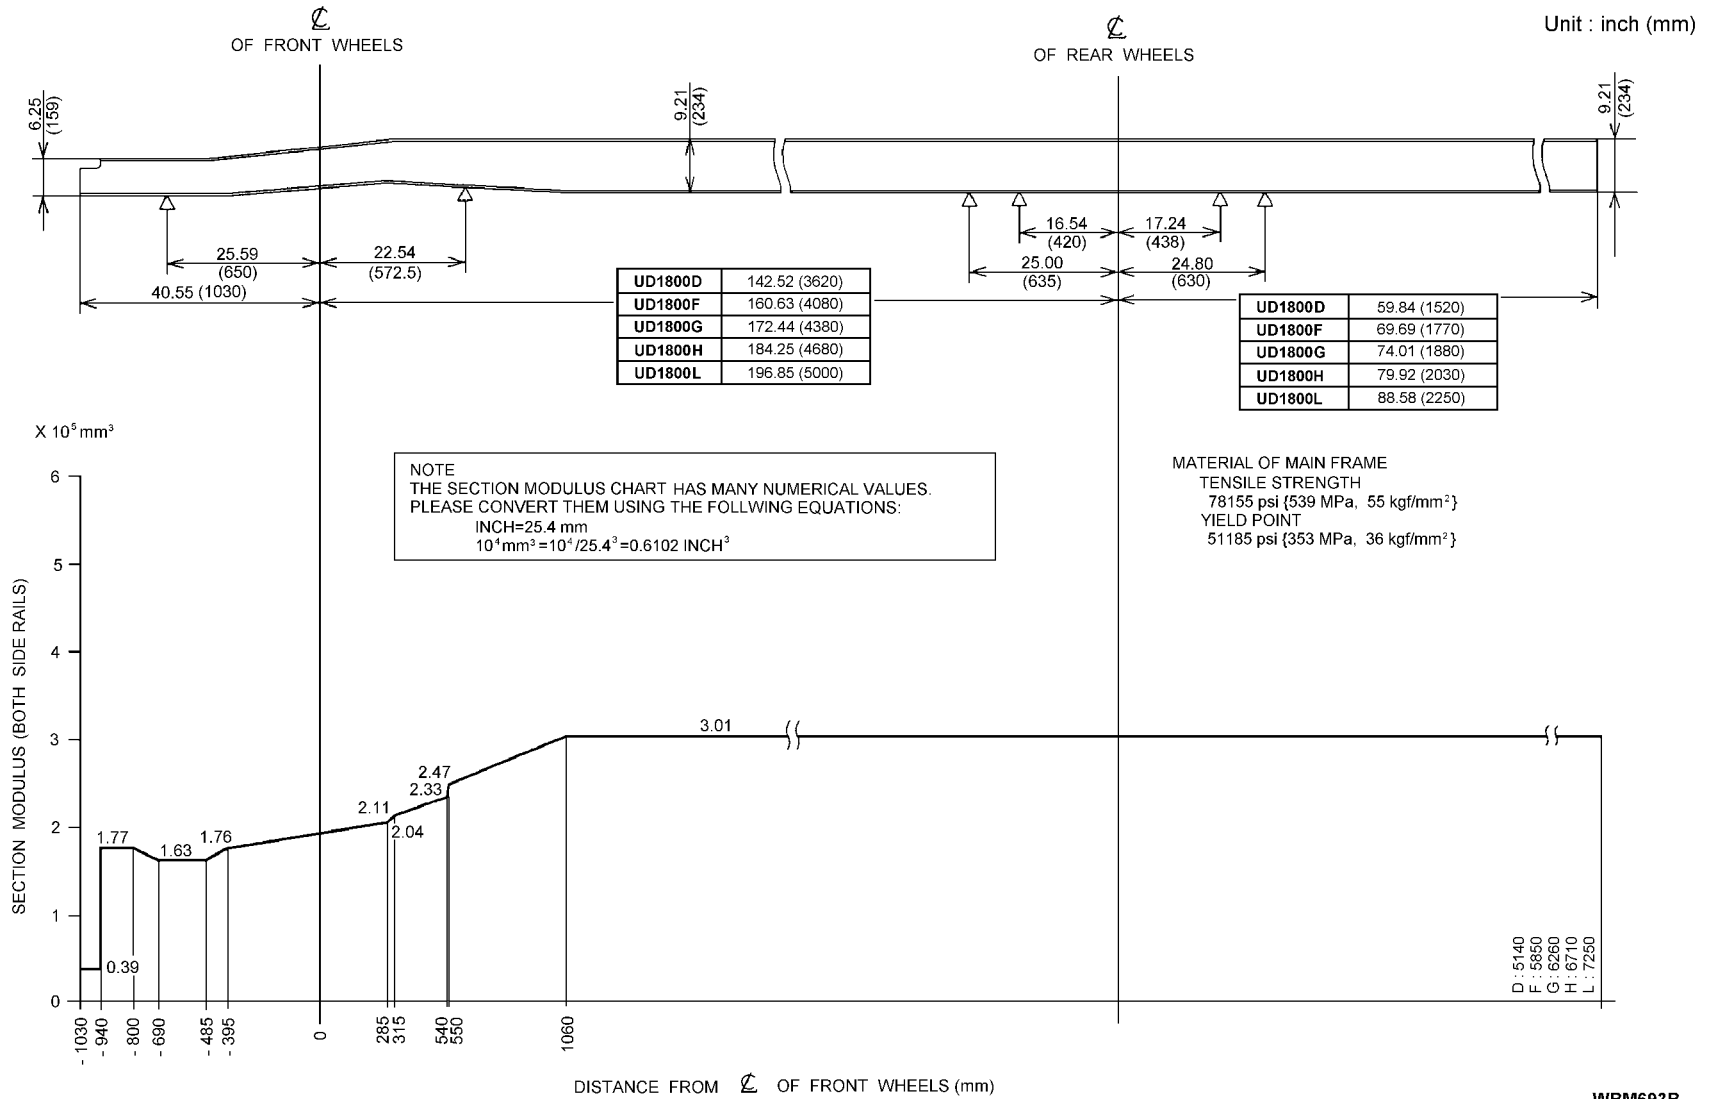 Unit : inch (mm)
℄
OF FRONT WHEELS
℄
OF REAR WHEELS
6.25
(159)
9.21
(234)
9.21
(234)
16.54
(420)
17.24
(438)
25.59
(650)
22.54
(572.5)
25.00
(635)
24.80
(630)
40.55 (1030)
UD1800D 142.52 (3620)
UD1800F 160.63 (4080)
UD1800G 172.44 (4380)
UD1800H 184.25 (4680)
UD1800L 196.85 (5000)
UD1800D 59.84 (1520)
UD1800F 69.69 (1770)
UD1800G 74.01 (1880)
UD1800H 79.92 (2030)
UD1800L 88.58 (2250)
X 10⁵ mm³
NOTE
THE SECTION MODULUS CHART HAS MANY NUMERICAL VALUES.
PLEASE CONVERT THEM USING THE FOLLWING EQUATIONS:
INCH=25.4 mm
10⁴mm³=10⁴/25.4³=0.6102 INCH³
MATERIAL OF MAIN FRAME
TENSILE STRENGTH
78155 psi {539 MPa, 55 kgf/mm²}
YIELD POINT
51185 psi {353 MPa, 36 kgf/mm²}
SECTION MODULUS (BOTH SIDE RAILS)
6
5
4
3
2
1
0
0.39
1.77
1.63
1.76
2.11
2.04
2.33
2.47
3.01
D : 5140
F : 5850
G : 6260
H : 6710
L : 7250
- 1030
- 940
- 800
- 690
- 485
- 395
0
285
315
540
550
1060
DISTANCE FROM ℄ OF FRONT WHEELS (mm)